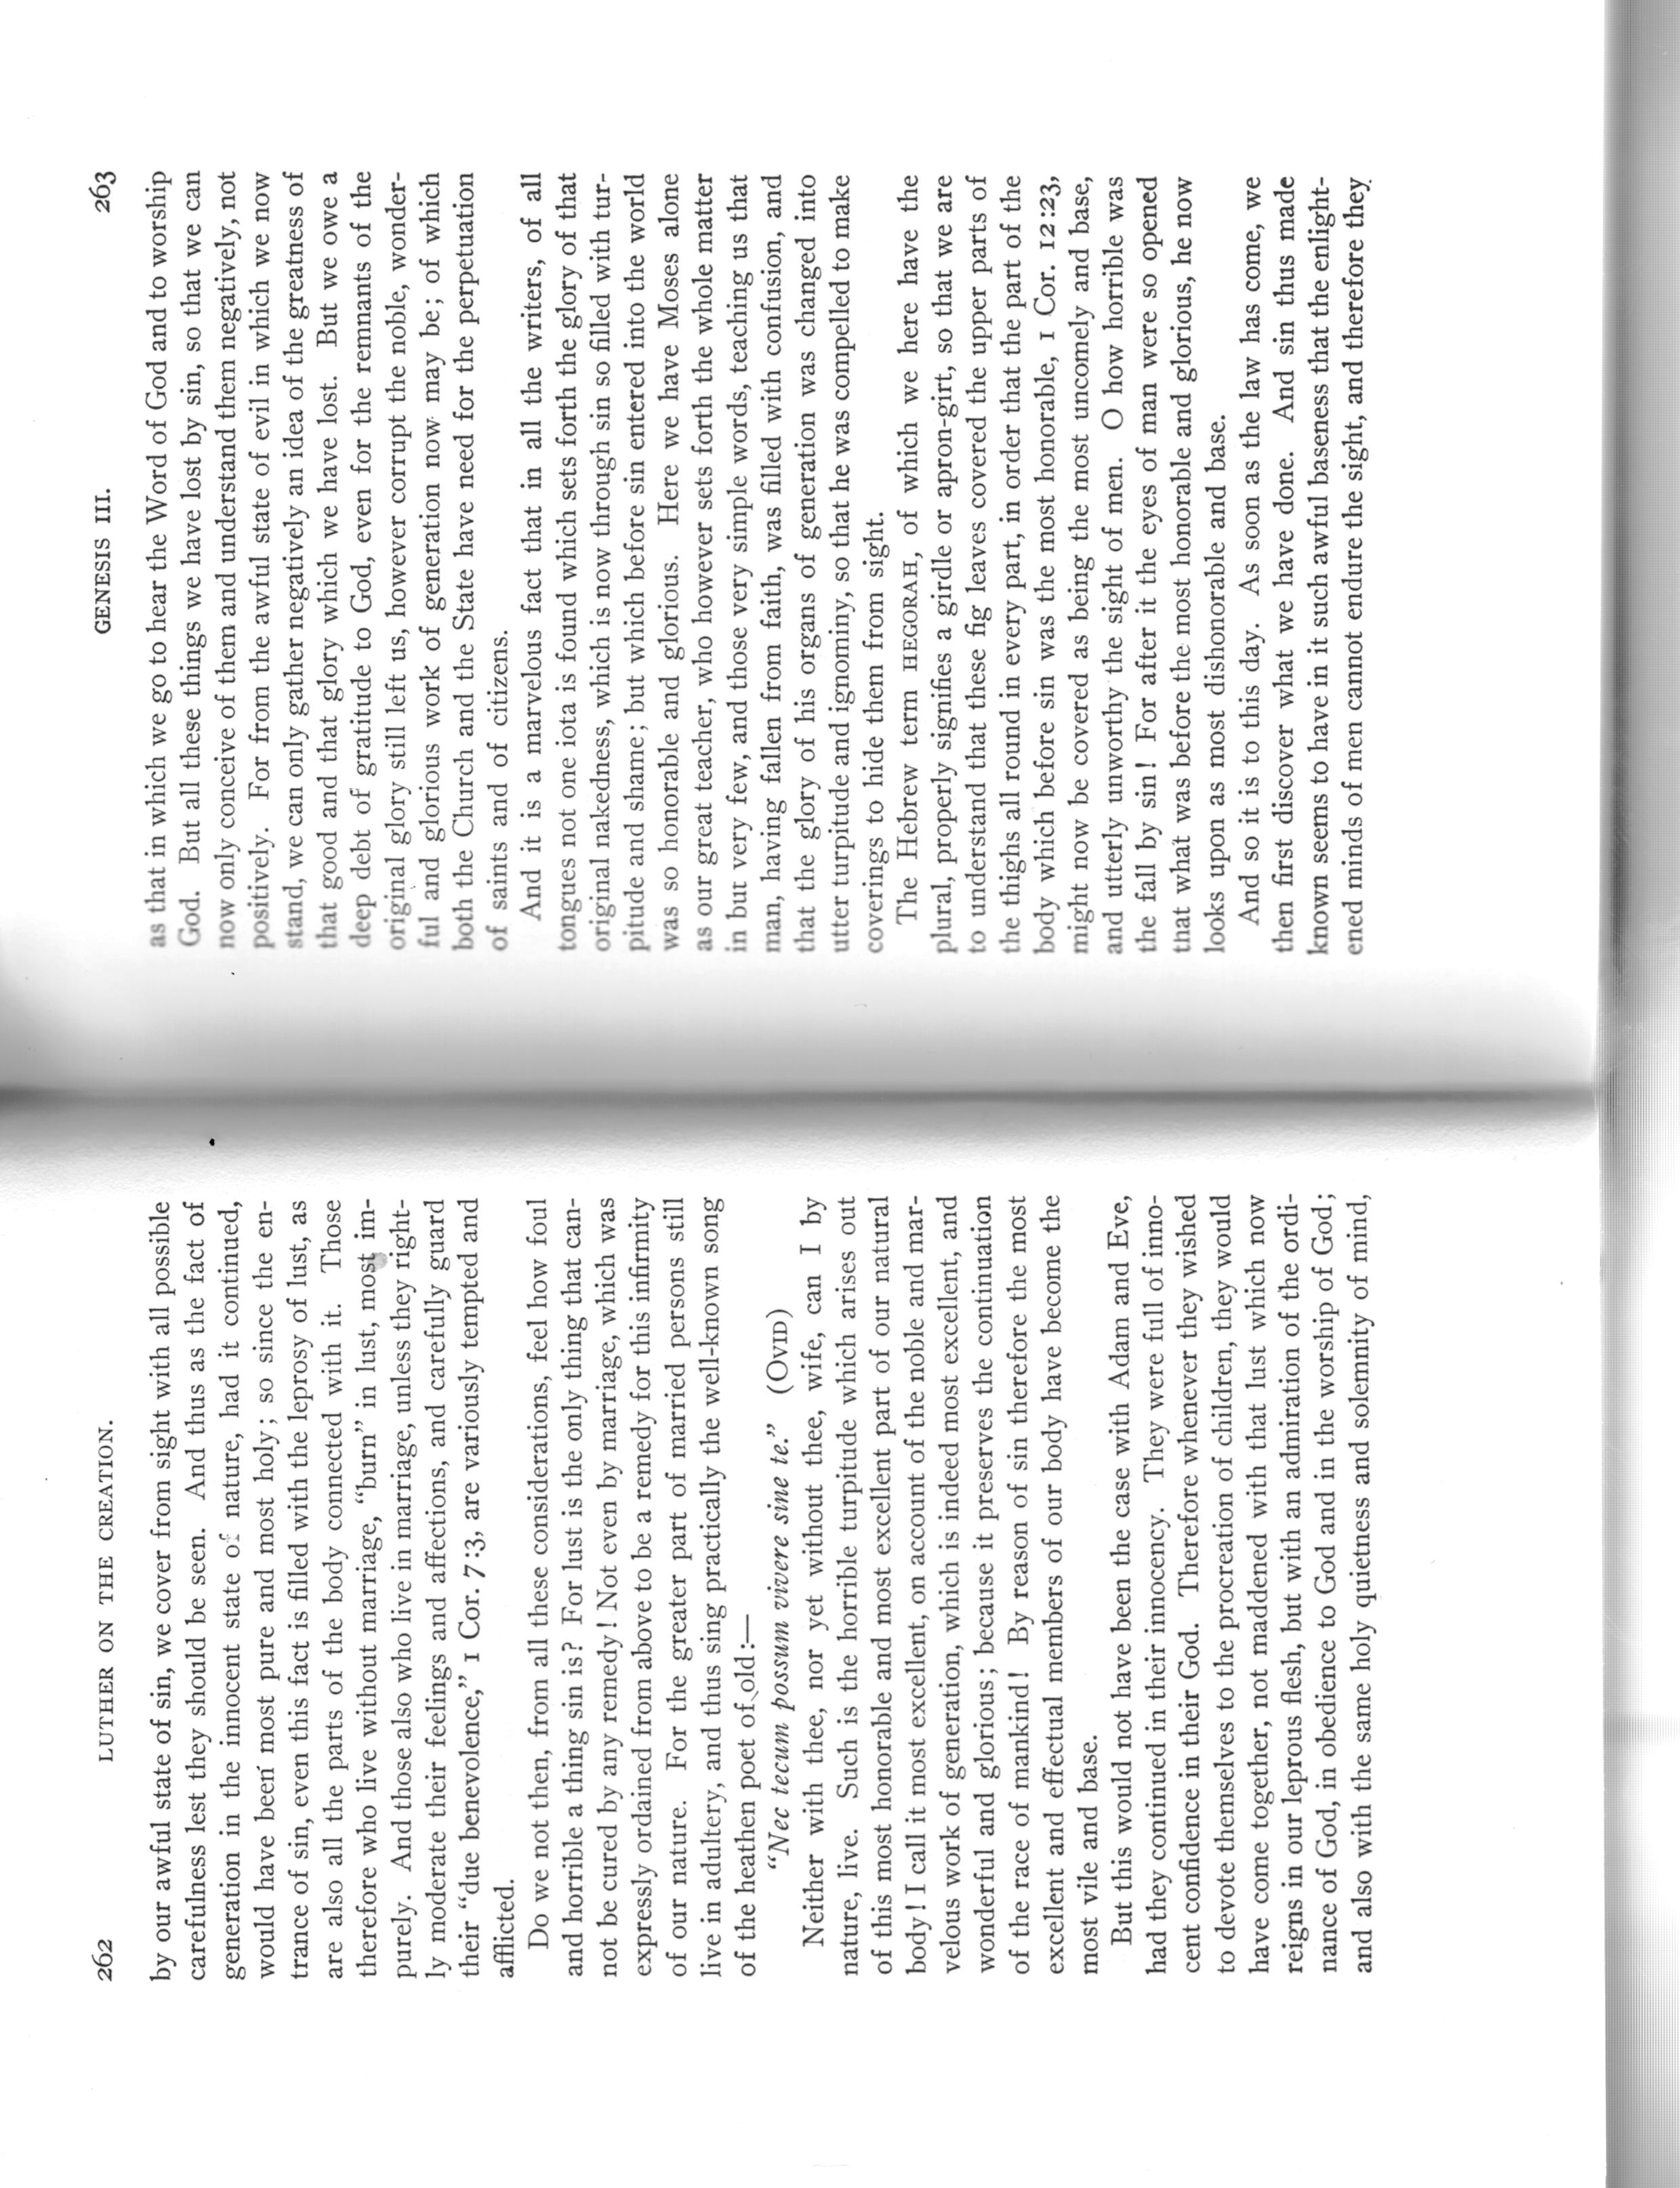 262 LUTHER ON THE CREATION.
by our awful state of sin, we cover from sight with all possible
carefulness lest they should be seen. And thus as the fact of
generation in the innocent state of nature, had it continued,
would have been most pure and most holy; so since the en-
trance of sin, even this fact is filled with the leprosy of lust, as
are also all the parts of the body connected with it. Those
therefore who live without marriage, “burn” in lust, most im-
purely. And those also who live in marriage, unless they right-
ly moderate their feelings and affections, and carefully guard
their “due benevolence,” 1 Cor. 7:3, are variously tempted and
afflicted.
Do we not then, from all these considerations, feel how foul
and horrible a thing sin is? For lust is the only thing that can-
not be cured by any remedy! Not even by marriage, which was
expressly ordained from above to be a remedy for this infirmity
of our nature. For the greater part of married persons still
live in adultery, and thus sing practically the well-known song
of the heathen poet of old:—
“Nec tecum possum vivere sine te.” (OVID)
Neither with thee, nor yet without thee, wife, can I by
nature, live. Such is the horrible turpitude which arises out
of this most honorable and most excellent part of our natural
body! I call it most excellent, on account of the noble and mar-
velous work of generation, which is indeed most excellent, and
wonderful and glorious; because it preserves the continuation
of the race of mankind! By reason of sin therefore the most
excellent and effectual members of our body have become the
most vile and base.
But this would not have been the case with Adam and Eve,
had they continued in their innocency. They were full of inno-
cent confidence in their God. Therefore whenever they wished
to devote themselves to the procreation of children, they would
have come together, not maddened with that lust which now
reigns in our leprous flesh, but with an admiration of the ordi-
nance of God, in obedience to God and in the worship of God;
and also with the same holy quietness and solemnity of mind,
GENESIS III. 263
as that in which we go to hear the Word of God and to worship
God. But all these things we have lost by sin, so that we can
now only conceive of them and understand them negatively, not
positively. For from the awful state of evil in which we now
stand, we can only gather negatively an idea of the greatness of
that good and that glory which we have lost. But we owe a
deep debt of gratitude to God, even for the remnants of the
original glory still left us, however corrupt the noble, wonder-
ful and glorious work of generation now may be; of which
both the Church and the State have need for the perpetuation
of saints and of citizens.
And it is a marvelous fact that in all the writers, of all
tongues not one iota is found which sets forth the glory of that
original nakedness, which is now through sin so filled with tur-
pitude and shame; but which before sin entered into the world
was so honorable and glorious. Here we have Moses alone
as our great teacher, who however sets forth the whole matter
in but very few, and those very simple words, teaching us that
man, having fallen from faith, was filled with confusion, and
that the glory of his organs of generation was changed into
utter turpitude and ignominy, so that he was compelled to make
coverings to hide them from sight.
The Hebrew term HEGORAH, of which we here have the
plural, properly signifies a girdle or apron-girt, so that we are
to understand that these fig leaves covered the upper parts of
the thighs all round in every part, in order that the part of the
body which before sin was the most honorable, 1 Cor. 12:23,
might now be covered as being the most uncomely and base,
and utterly unworthy the sight of men. O how horrible was
the fall by sin! For after it the eyes of man were so opened
that what was before the most honorable and glorious, he now
looks upon as most dishonorable and base.
And so it is to this day. As soon as the law has come, we
then first discover what we have done. And sin thus made
known seems to have in it such awful baseness that the enlight-
ened minds of men cannot endure the sight, and therefore they